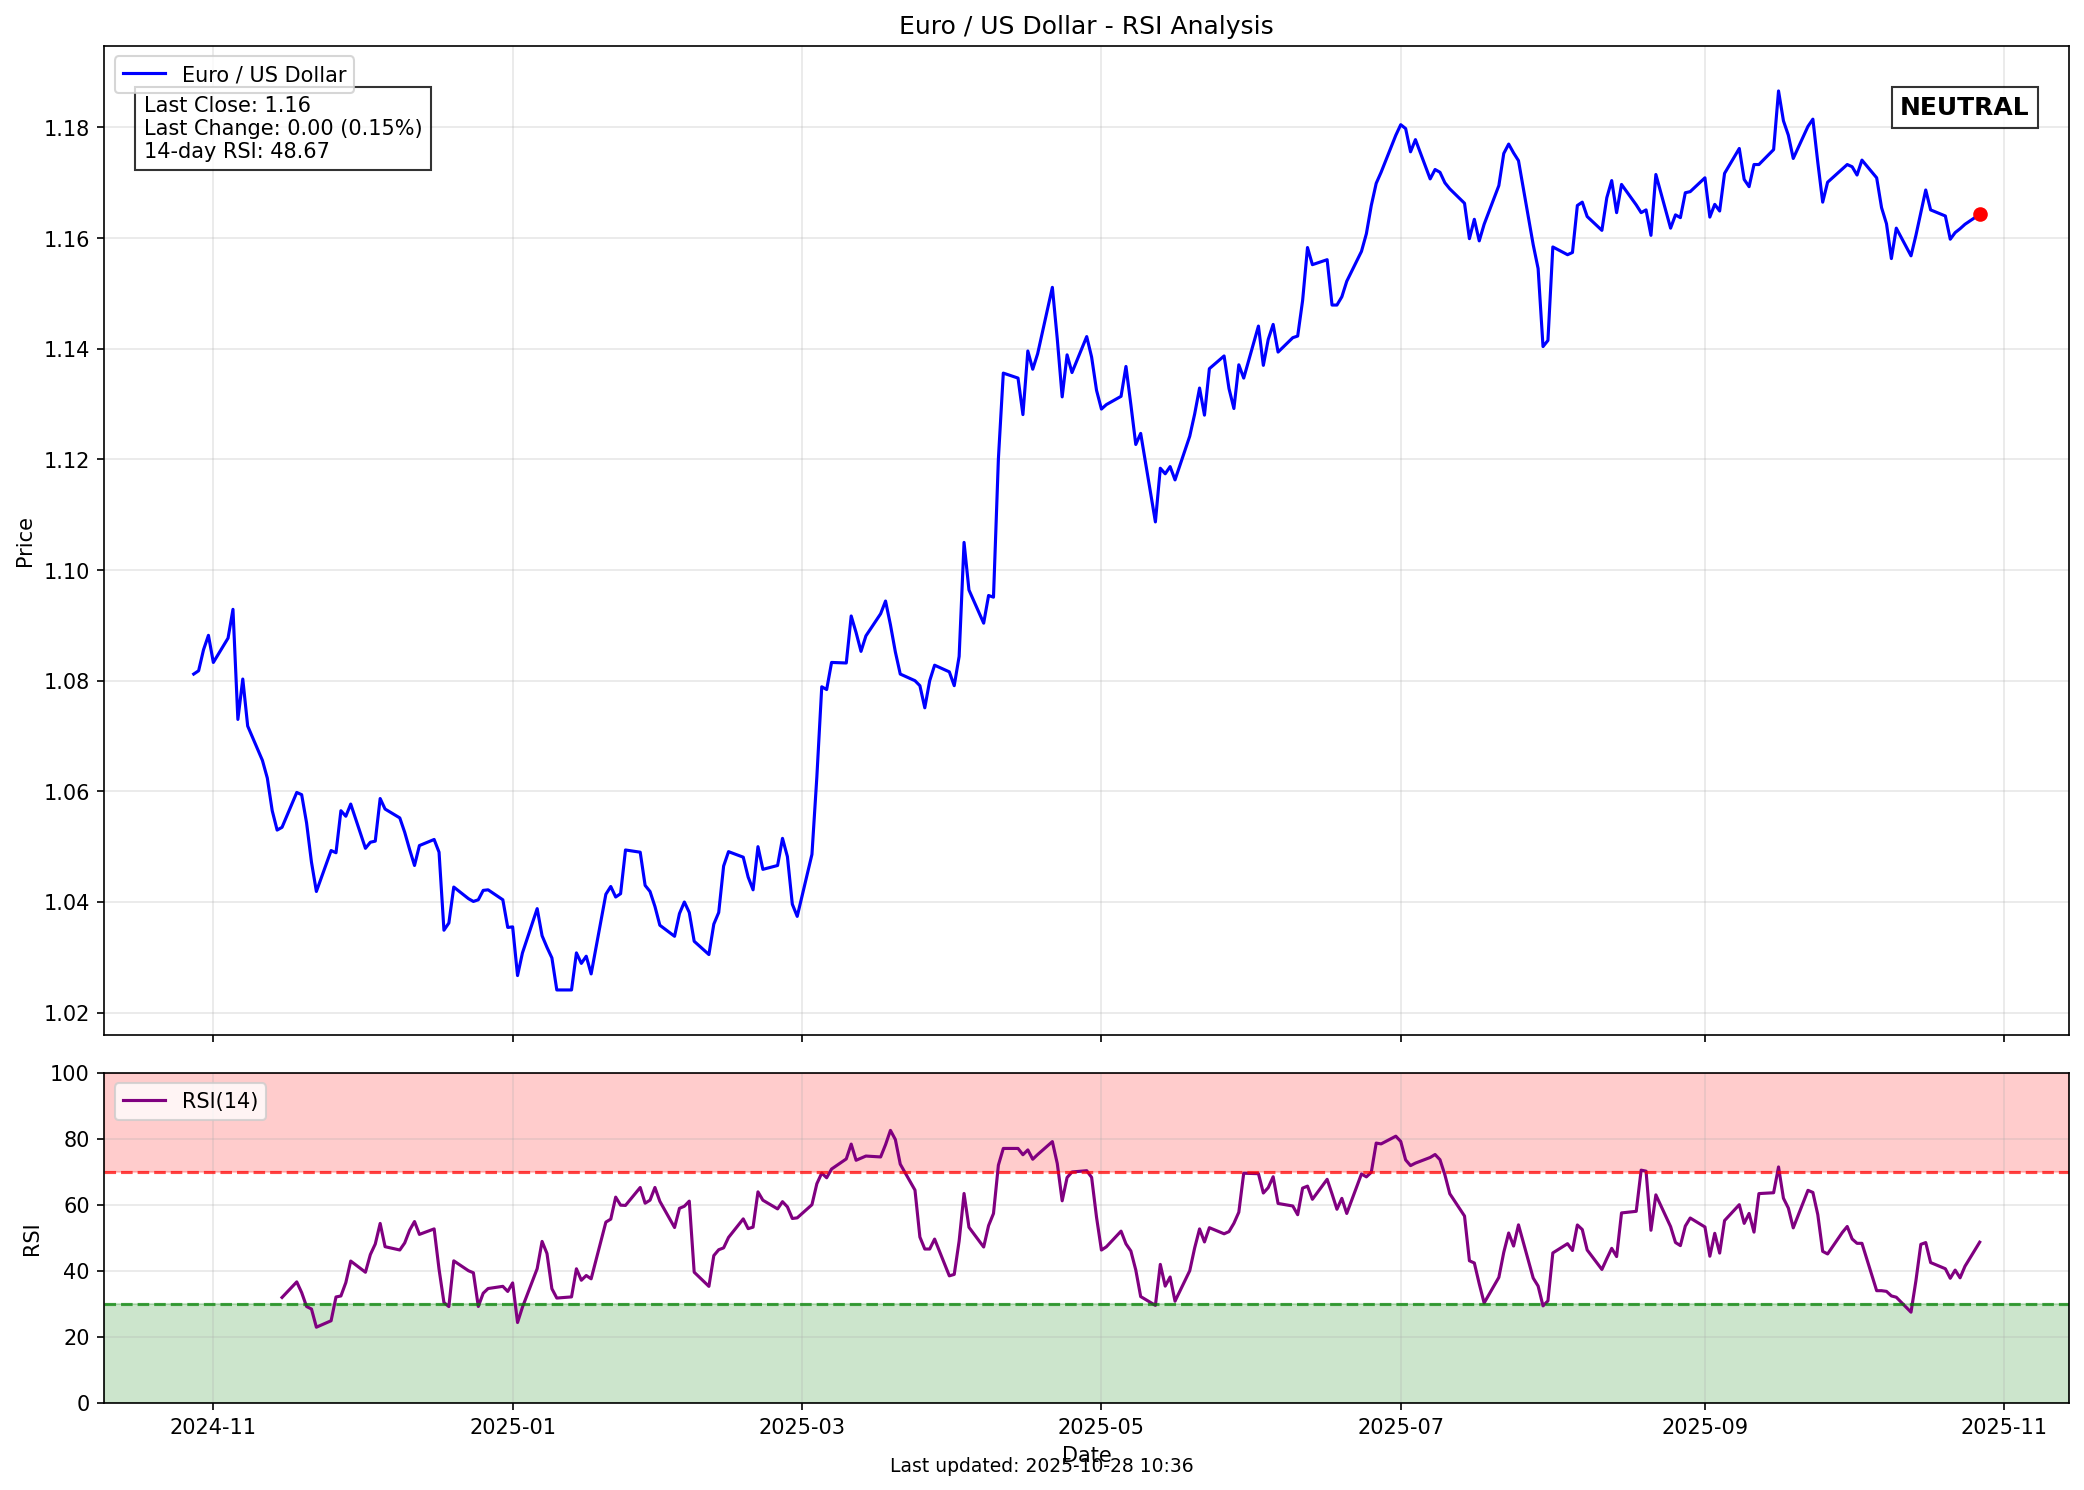 Euro / US Dollar - RSI Analysis
Euro / US Dollar
Last Close: 1.16
Last Change: 0.00 (0.15%)
14-day RSI: 48.67
NEUTRAL
1.18
1.16
1.14
1.12
1.10
1.08
1.06
1.04
1.02
Price
RSI(14)
100
80
60
40
20
0
RSI
2024-11
2025-01
2025-03
2025-05
2025-07
2025-09
2025-11
Date
Last updated: 2025-10-28 10:36